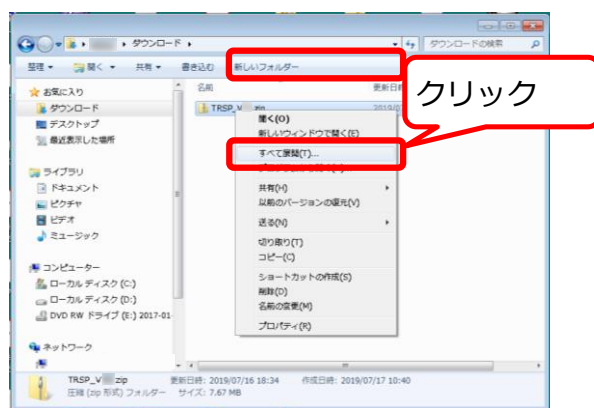 ダウンロード
ダウンロードの検索
整理
開く
共有
書き込む
新しいフォルダー
お気に入り
ダウンロード
デスクトップ
最近表示した場所
ライブラリ
ドキュメント
ピクチャ
ビデオ
ミュージック
コンピューター
ローカル ディスク (C:)
ローカル ディスク (D:)
DVD RW ドライブ (E:) 2017-01-
ネットワーク
名前
更新日時
TRSP_V zip
2019/0
開く(O)
新しいウィンドウで開く(E)
すべて展開(T)...
共有(H)
以前のバージョンの復元(V)
送る(N)
切り取り(T)
コピー(C)
ショートカットの作成(S)
削除(D)
名前の変更(M)
プロパティ(R)
クリック
TRSP_V zip 更新日時: 2019/07/16 18:34 作成日時: 2019/07/17 10:40
圧縮 (zip 形式) フォルダー サイズ: 7.67 MB